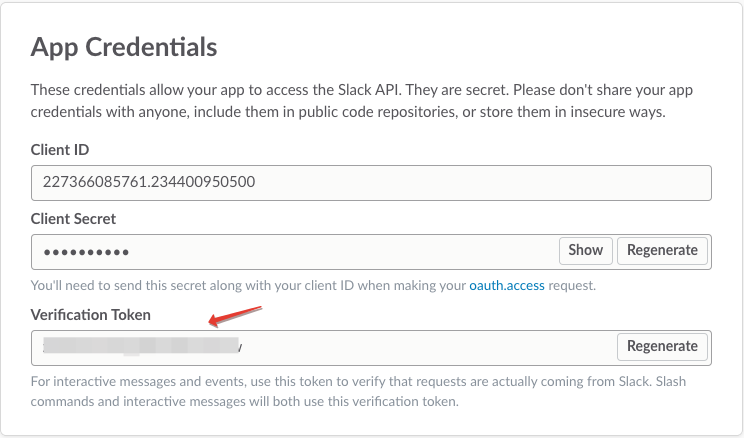 App Credentials
These credentials allow your app to access the Slack API. They are secret. Please don't share your app
credentials with anyone, include them in public code repositories, or store them in insecure ways.
Client ID
227366085761.234400950500
Client Secret
••••••••••
Show
Regenerate
You'll need to send this secret along with your client ID when making your oauth.access request.
Verification Token
Regenerate
For interactive messages and events, use this token to verify that requests are actually coming from Slack. Slash
commands and interactive messages will both use this verification token.